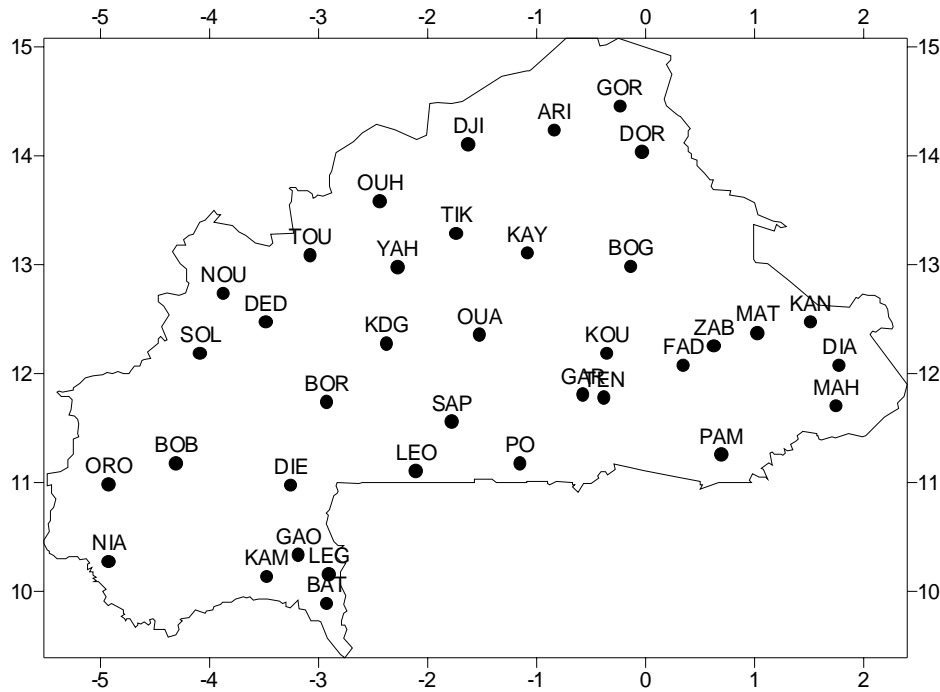 -5 -4 -3 -2 -1 0 1 2
15 15
GOR
ARI
DJI DOR
14 14
OUH
TIK
TOU YAH KAY BOG
13 13
NOU
DED KAN
SOL KDG OUA KOU ZAB MAT
FAD DIA
12 12
BOR GAR TEN MAH
SAP
BOB LEO PO PAM
ORO DIE
11 11
NIA GAO
KAM LEG
BAT
10 10
-5 -4 -3 -2 -1 0 1 2